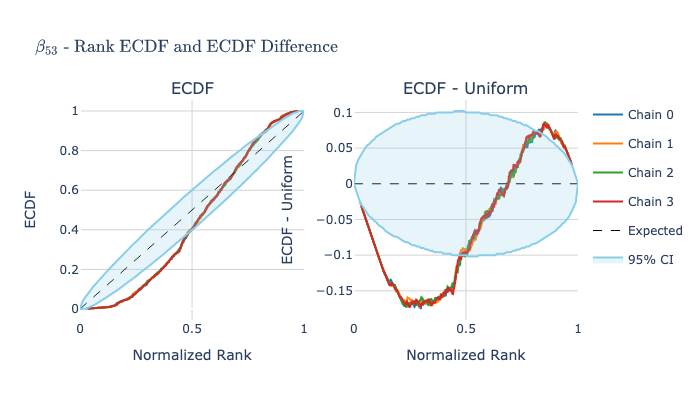 β53 - Rank ECDF and ECDF Difference
ECDF
ECDF - Uniform
ECDF
1
0.8
0.6
0.4
0.2
0
0
0.5
1
Normalized Rank
ECDF - Uniform
0.1
0.05
0
−0.05
−0.1
−0.15
0
0.5
1
Normalized Rank
Chain 0
Chain 1
Chain 2
Chain 3
Expected
95% CI